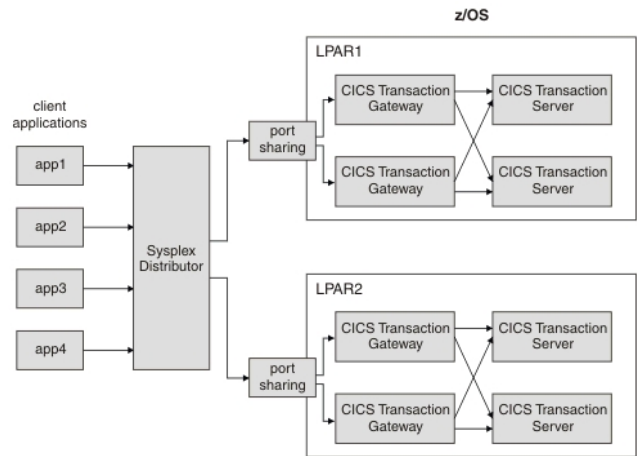 z/OS
client
applications
app1
app2
app3
app4
Sysplex
Distributor
LPAR1
port
sharing
CICS Transaction
Gateway
CICS Transaction
Server
CICS Transaction
Gateway
CICS Transaction
Server
LPAR2
port
sharing
CICS Transaction
Gateway
CICS Transaction
Server
CICS Transaction
Gateway
CICS Transaction
Server